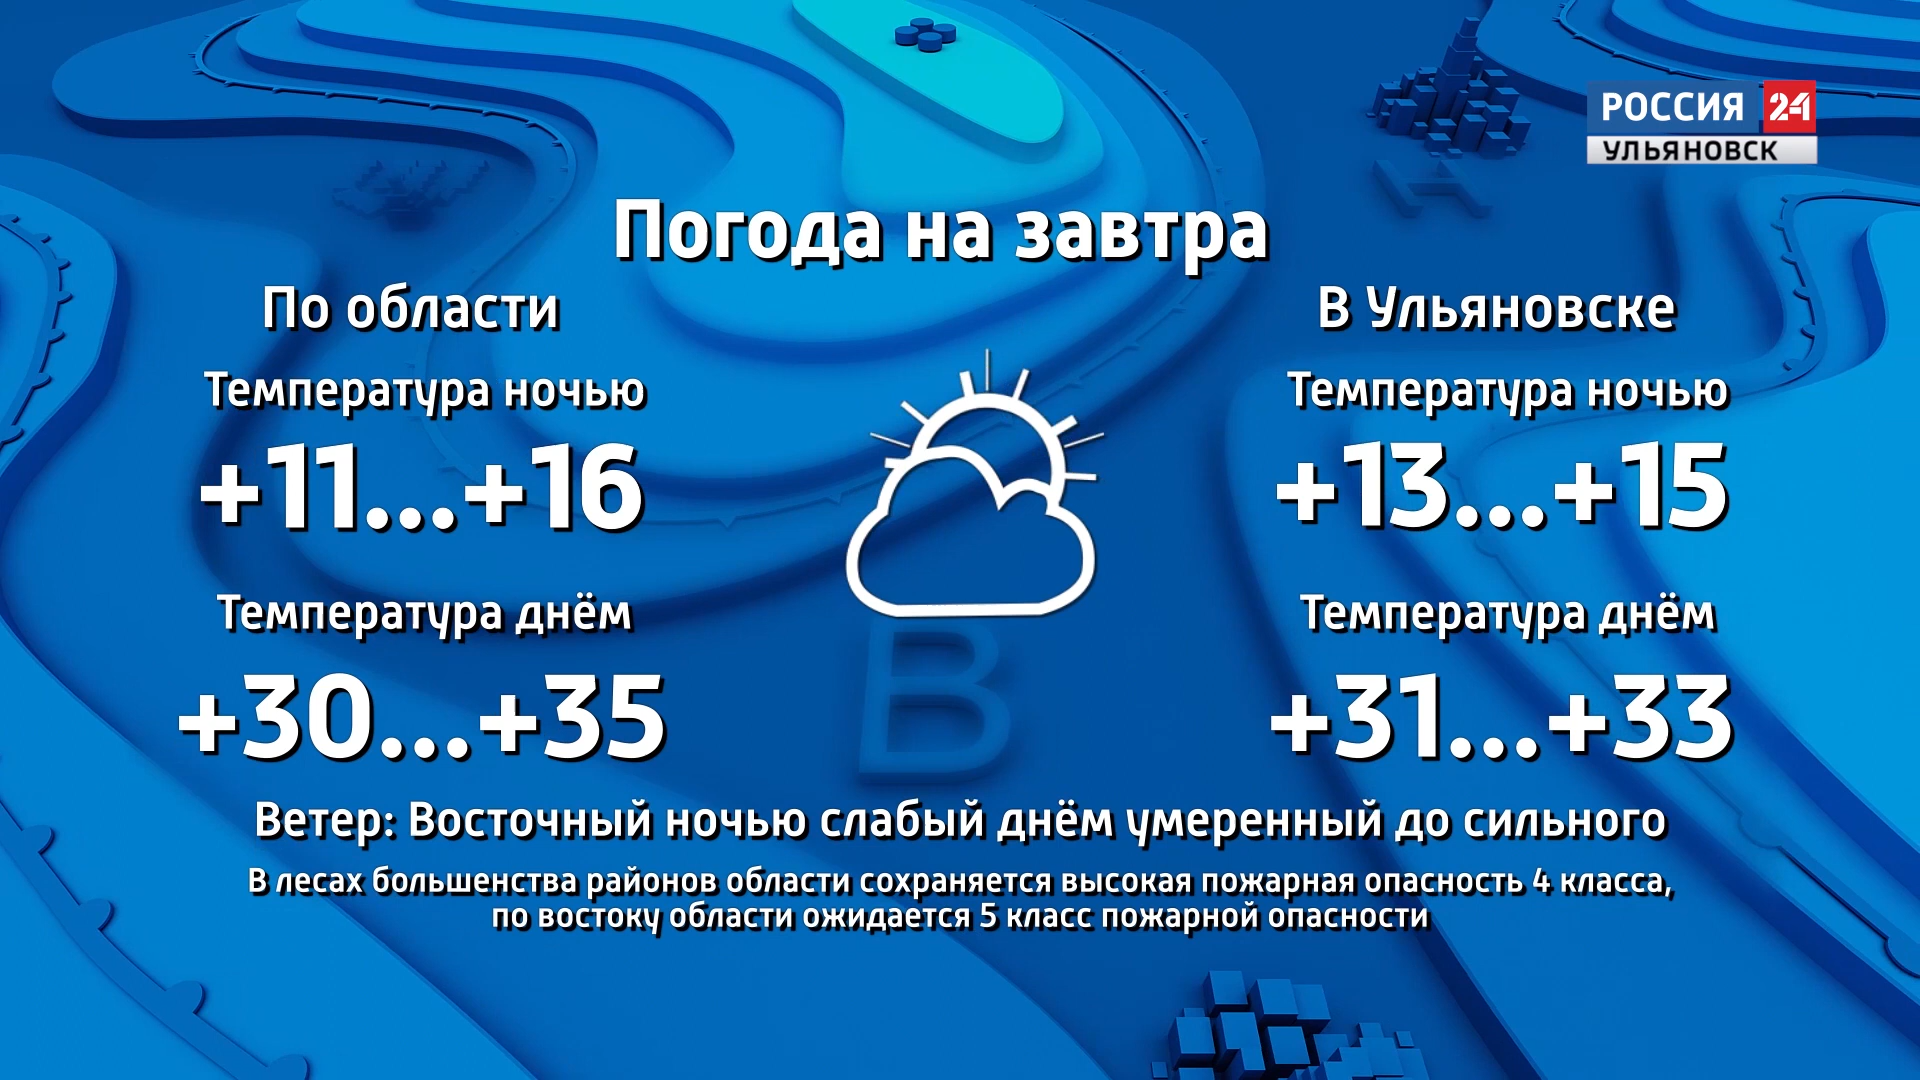 РОССИЯ 24
УЛЬЯНОВСК
Погода на завтра
По области
Температура ночью
+11...+16
Температура днём
+30...+35
В Ульяновске
Температура ночью
+13...+15
Температура днём
+31...+33
В
Ветер: Восточный ночью слабый днём умеренный до сильного
В лесах большенства районов области сохраняется высокая пожарная опасность 4 класса,
по востоку области ожидается 5 класс пожарной опасности